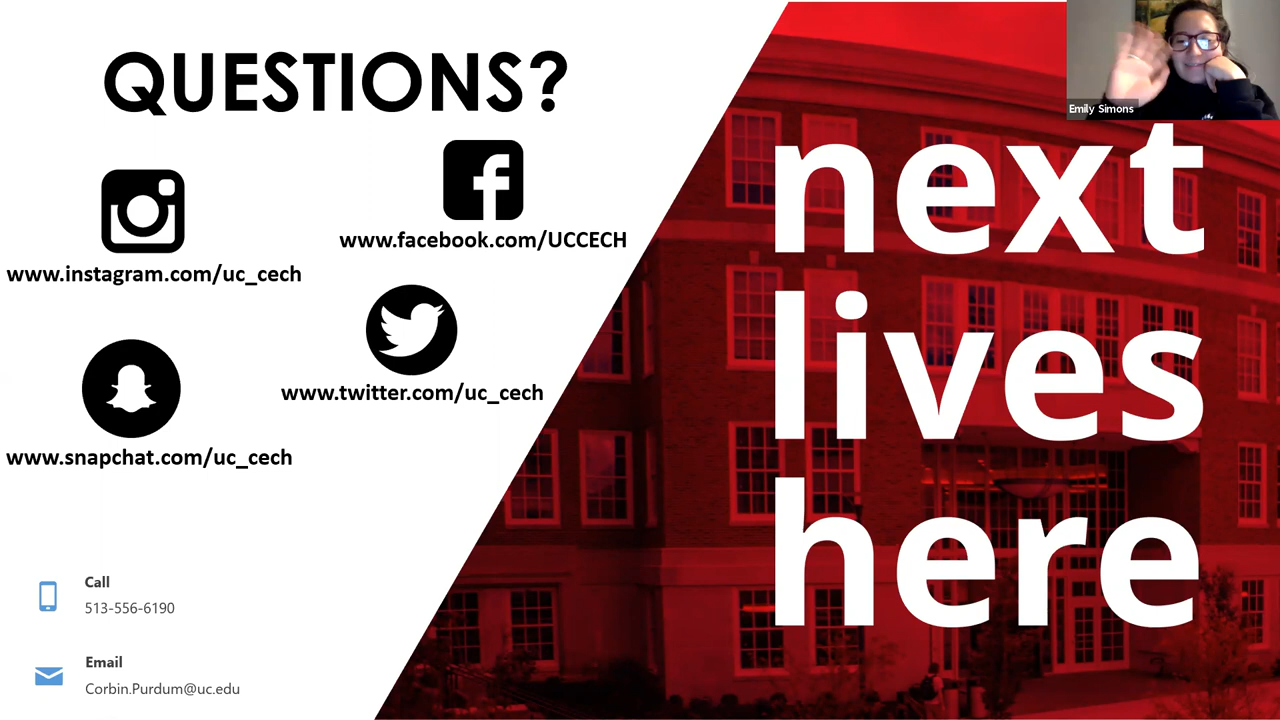 QUESTIONS?
www.facebook.com/UCCECH
www.instagram.com/uc_cech
www.twitter.com/uc_cech
www.snapchat.com/uc_cech
Call
513-556-6190
Email
Corbin.Purdum@uc.edu
Emily Simons
next
lives
here